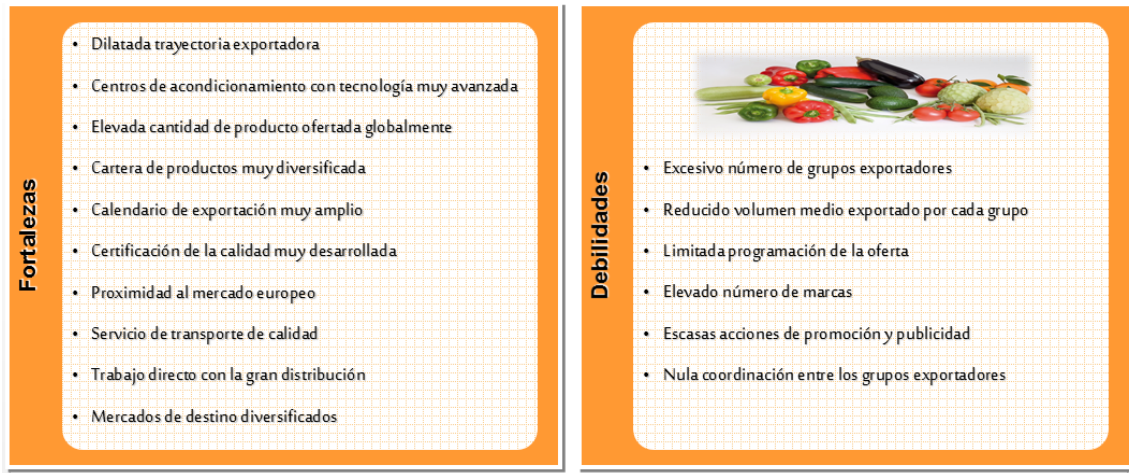 Fortalezas
• Dilatada trayectoria exportadora
• Centros de acondicionamiento con tecnología muy avanzada
• Elevada cantidad de producto ofertada globalmente
• Cartera de productos muy diversificada
• Calendario de exportación muy amplio
• Certificación de la calidad muy desarrollada
• Proximidad al mercado europeo
• Servicio de transporte de calidad
• Trabajo directo con la gran distribución
• Mercados de destino diversificados
Debilidades
• Excesivo número de grupos exportadores
• Reducido volumen medio exportado por cada grupo
• Limitada programación de la oferta
• Elevado número de marcas
• Escasas acciones de promoción y publicidad
• Nula coordinación entre los grupos exportadores